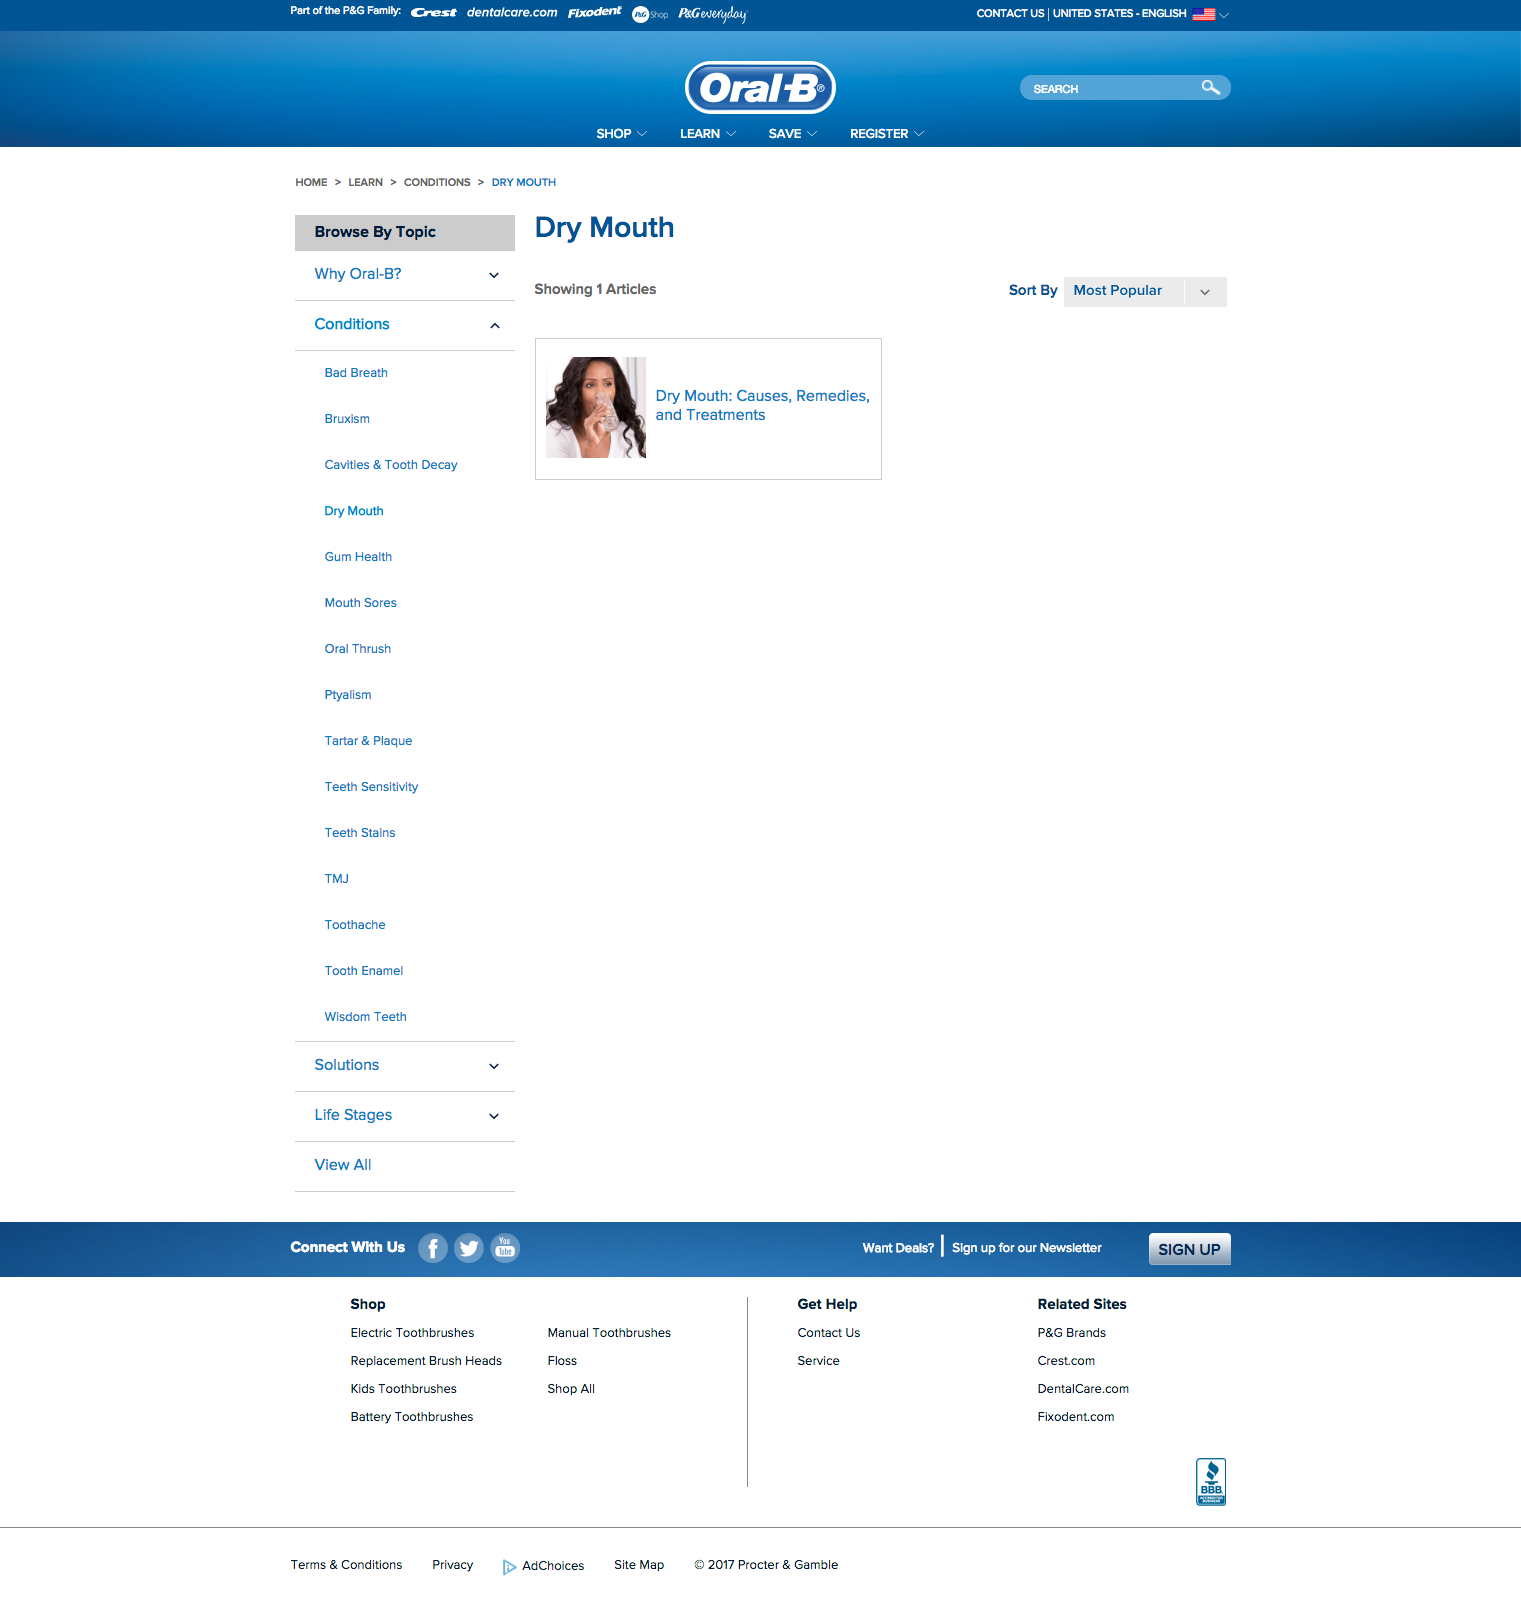 Part of the P&G Family: Crest dentalcare.com Fixodent P&G Shop P&G everyday
CONTACT US | UNITED STATES - ENGLISH
Oral-B®
SEARCH
SHOP LEARN SAVE REGISTER
HOME > LEARN > CONDITIONS > DRY MOUTH
Browse By Topic
Why Oral-B?
Conditions
Bad Breath
Bruxism
Cavities & Tooth Decay
Dry Mouth
Gum Health
Mouth Sores
Oral Thrush
Ptyalism
Tartar & Plaque
Teeth Sensitivity
Teeth Stains
TMJ
Toothache
Tooth Enamel
Wisdom Teeth
Solutions
Life Stages
View All
Dry Mouth
Showing 1 Articles
Sort By Most Popular
Dry Mouth: Causes, Remedies,
and Treatments
Connect With Us
You
Tube
Want Deals? | Sign up for our Newsletter
SIGN UP
Shop
Electric Toothbrushes
Replacement Brush Heads
Kids Toothbrushes
Battery Toothbrushes
Manual Toothbrushes
Floss
Shop All
Get Help
Contact Us
Service
Related Sites
P&G Brands
Crest.com
DentalCare.com
Fixodent.com
BBB.
ACCREDITED
BUSINESS
Terms & Conditions Privacy AdChoices Site Map © 2017 Procter & Gamble